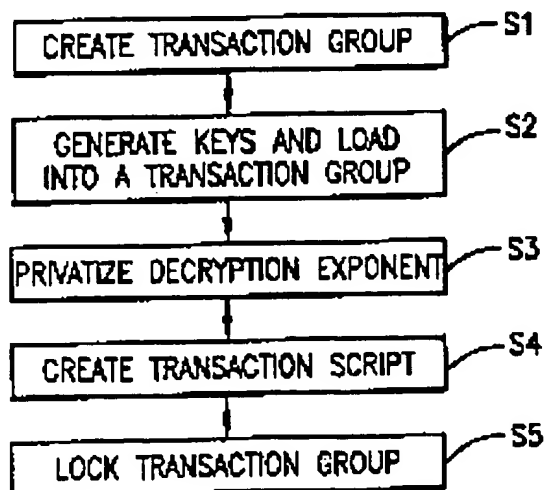 CREATE TRANSACTION GROUP
S1
GENERATE KEYS AND LOAD
INTO A TRANSACTION GROUP
S2
PRIVATIZE DECRYPTION EXPONENT
S3
CREATE TRANSACTION SCRIPT
S4
LOCK TRANSACTION GROUP
S5